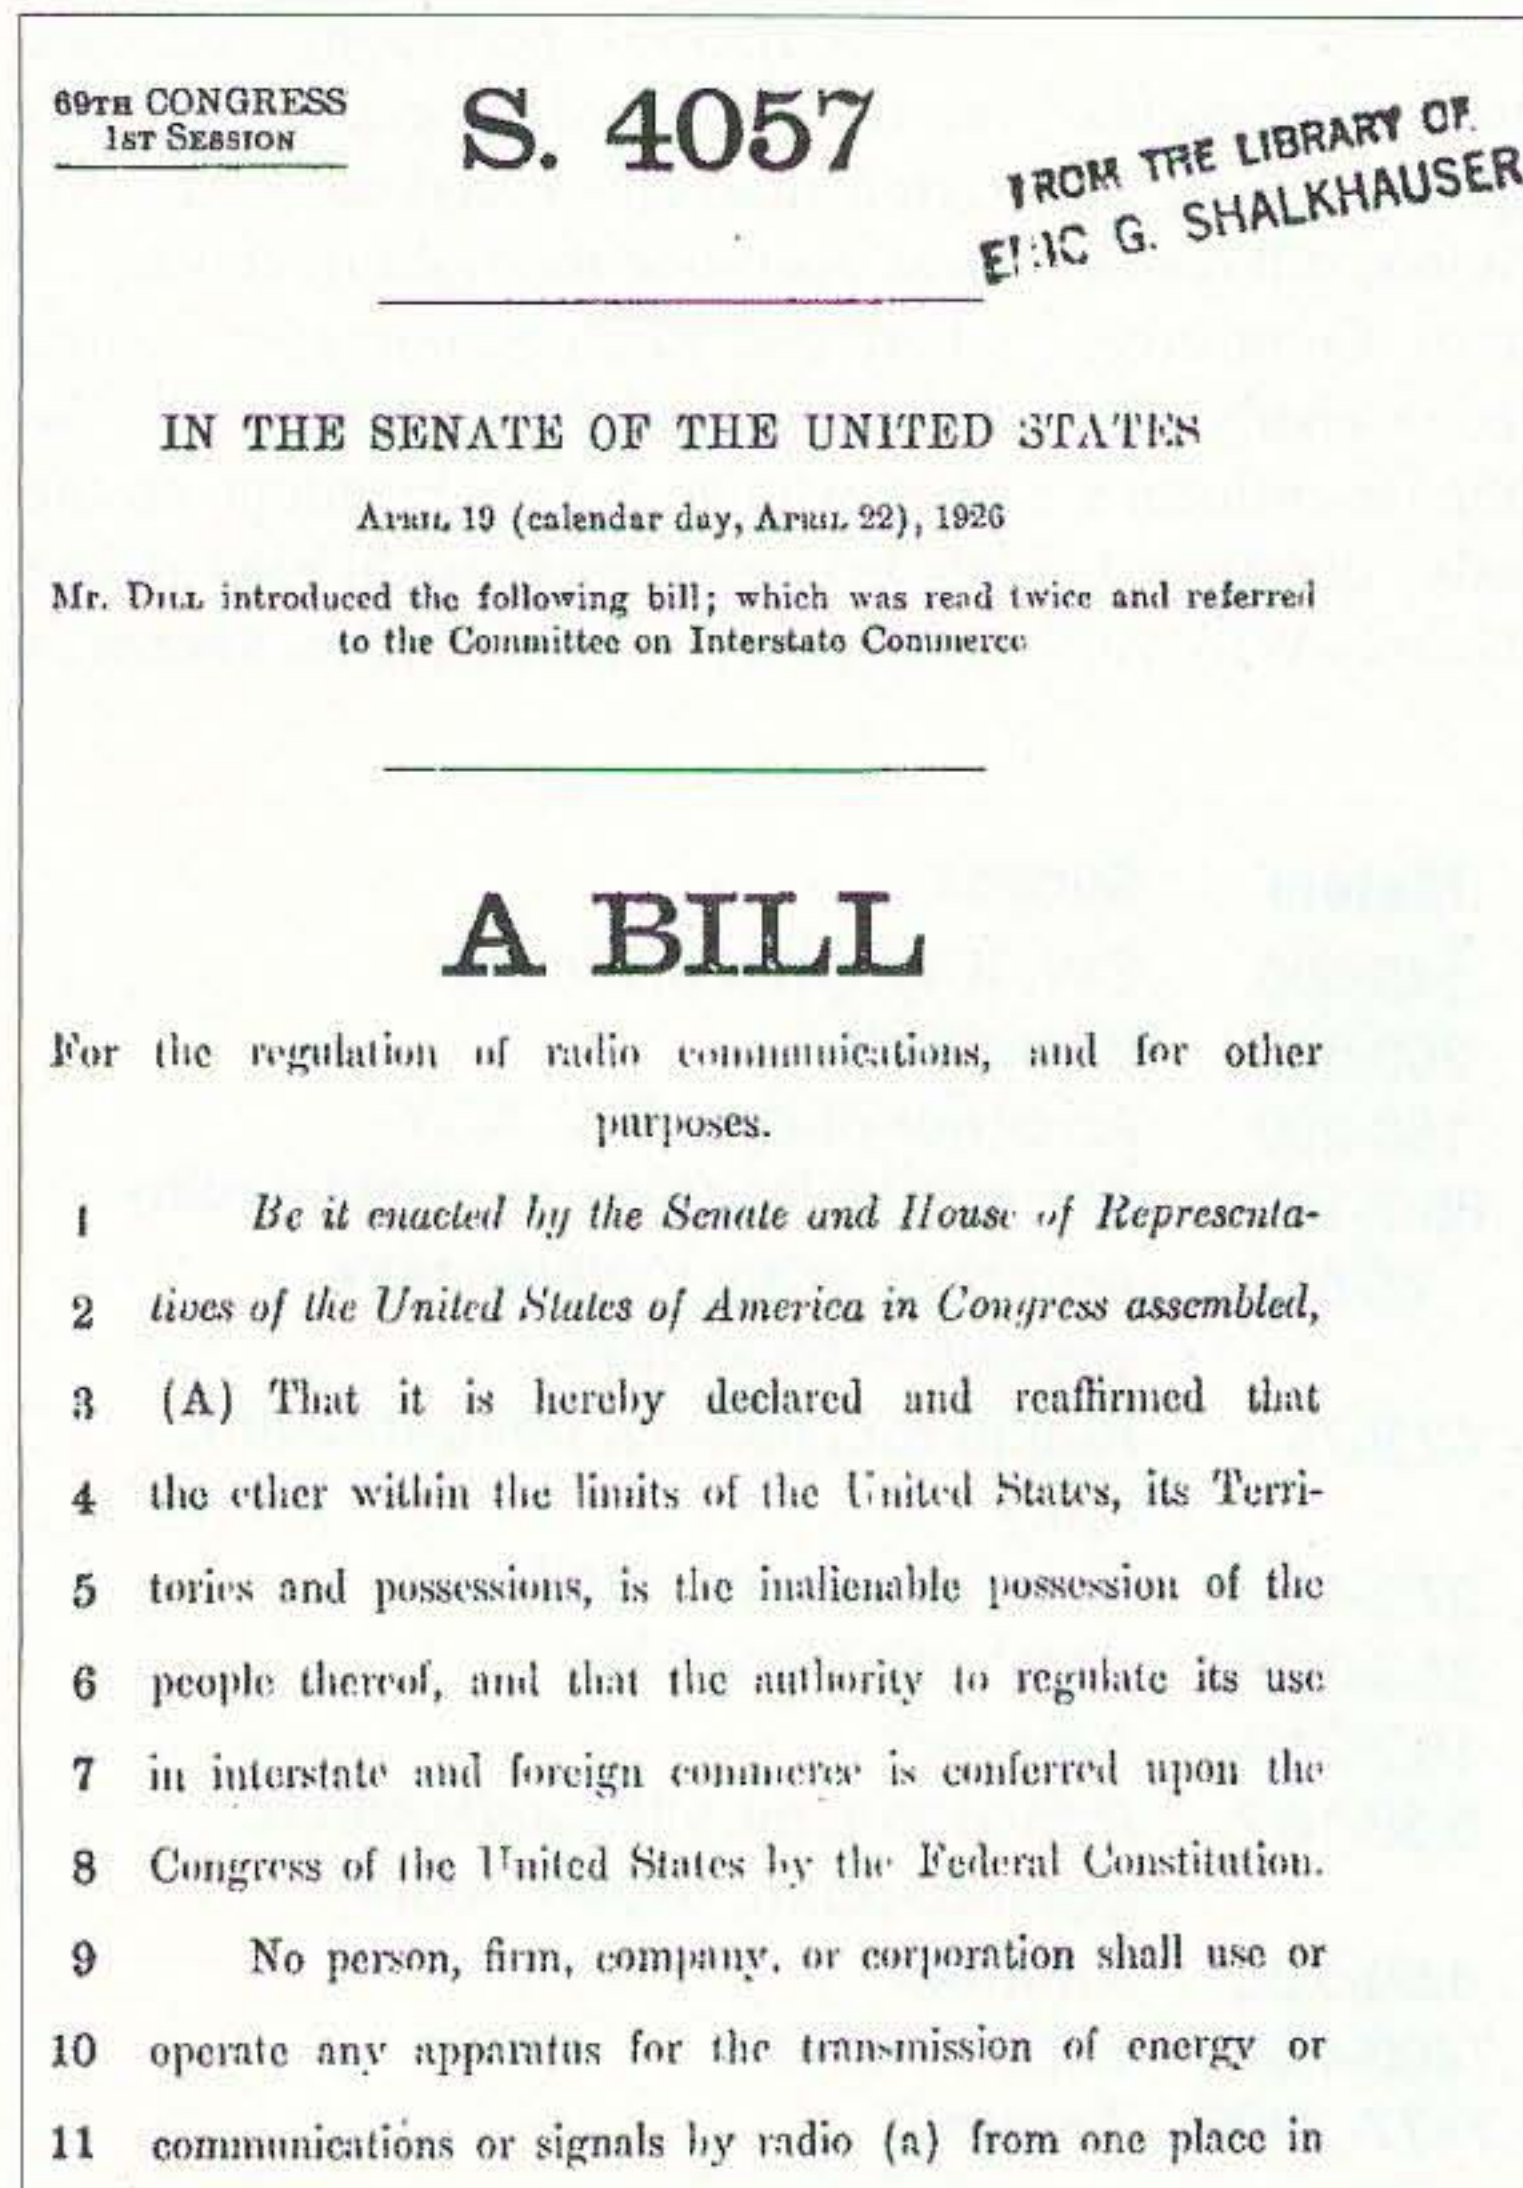 69TH CONGRESS
1ST SESSION
S. 4057
FROM THE LIBRARY OF
ERIC G. SHALKHAUSER
IN THE SENATE OF THE UNITED STATES
APRIL 19 (calendar day, APRIL 22), 1926
Mr. DILL introduced the following bill; which was read twice and referred
to the Committee on Interstate Commerce
A BILL
For the regulation of radio communications, and for other
purposes.
1 Be it enacted by the Senate and House of Representa-
2 tives of the United States of America in Congress assembled,
3 (A) That it is hereby declared and reaffirmed that
4 the ether within the limits of the United States, its Terri-
5 tories and possessions, is the inalienable possession of the
6 people thereof, and that the authority to regulate its use
7 in interstate and foreign commerce is conferred upon the
8 Congress of the United States by the Federal Constitution.
9 No person, firm, company, or corporation shall use or
10 operate any apparatus for the transmission of energy or
11 communications or signals by radio (a) from one place in